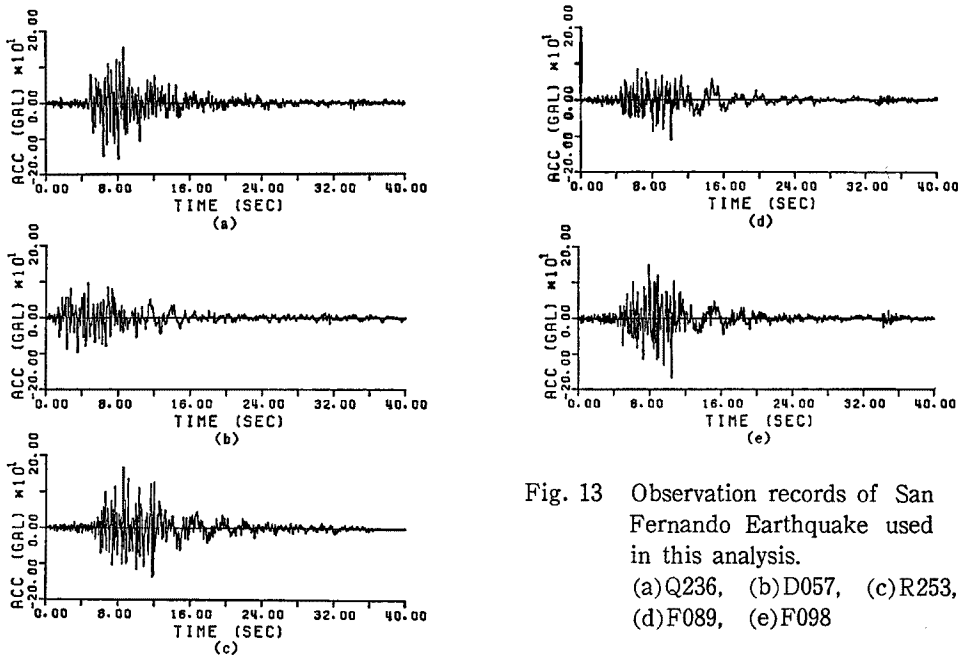 ACC (GAL) ×10¹
20.00
0.00
-20.00
0.00 8.00 16.00 24.00 32.00 40.00
TIME (SEC)
(a)
ACC (GAL) ×10¹
20.00
0.00
-20.00
0.00 8.00 16.00 24.00 32.00 40.00
TIME (SEC)
(b)
ACC (GAL) ×10¹
20.00
0.00
-20.00
0.00 8.00 16.00 24.00 32.00 40.00
TIME (SEC)
(c)
ACC (GAL) ×10¹
20.00
0.00
-20.00
0.00 8.00 16.00 24.00 32.00 40.00
TIME (SEC)
(d)
ACC (GAL) ×10¹
20.00
0.00
-20.00
0.00 8.00 16.00 24.00 32.00 40.00
TIME (SEC)
(e)
Fig. 13 Observation records of San
Fernando Earthquake used
in this analysis.
(a)Q236, (b)D057, (c)R253,
(d)F089, (e)F098